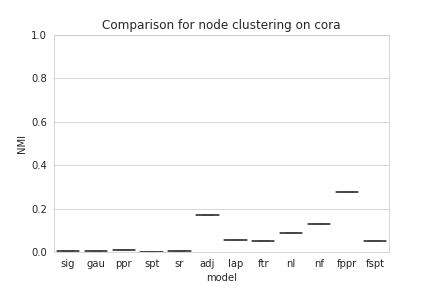 Comparison for node clustering on cora
1.0
0.8
0.6
0.4
0.2
0.0
NMI
sig gau ppr spt sr adj lap ftr nl nf fppr fspt
model